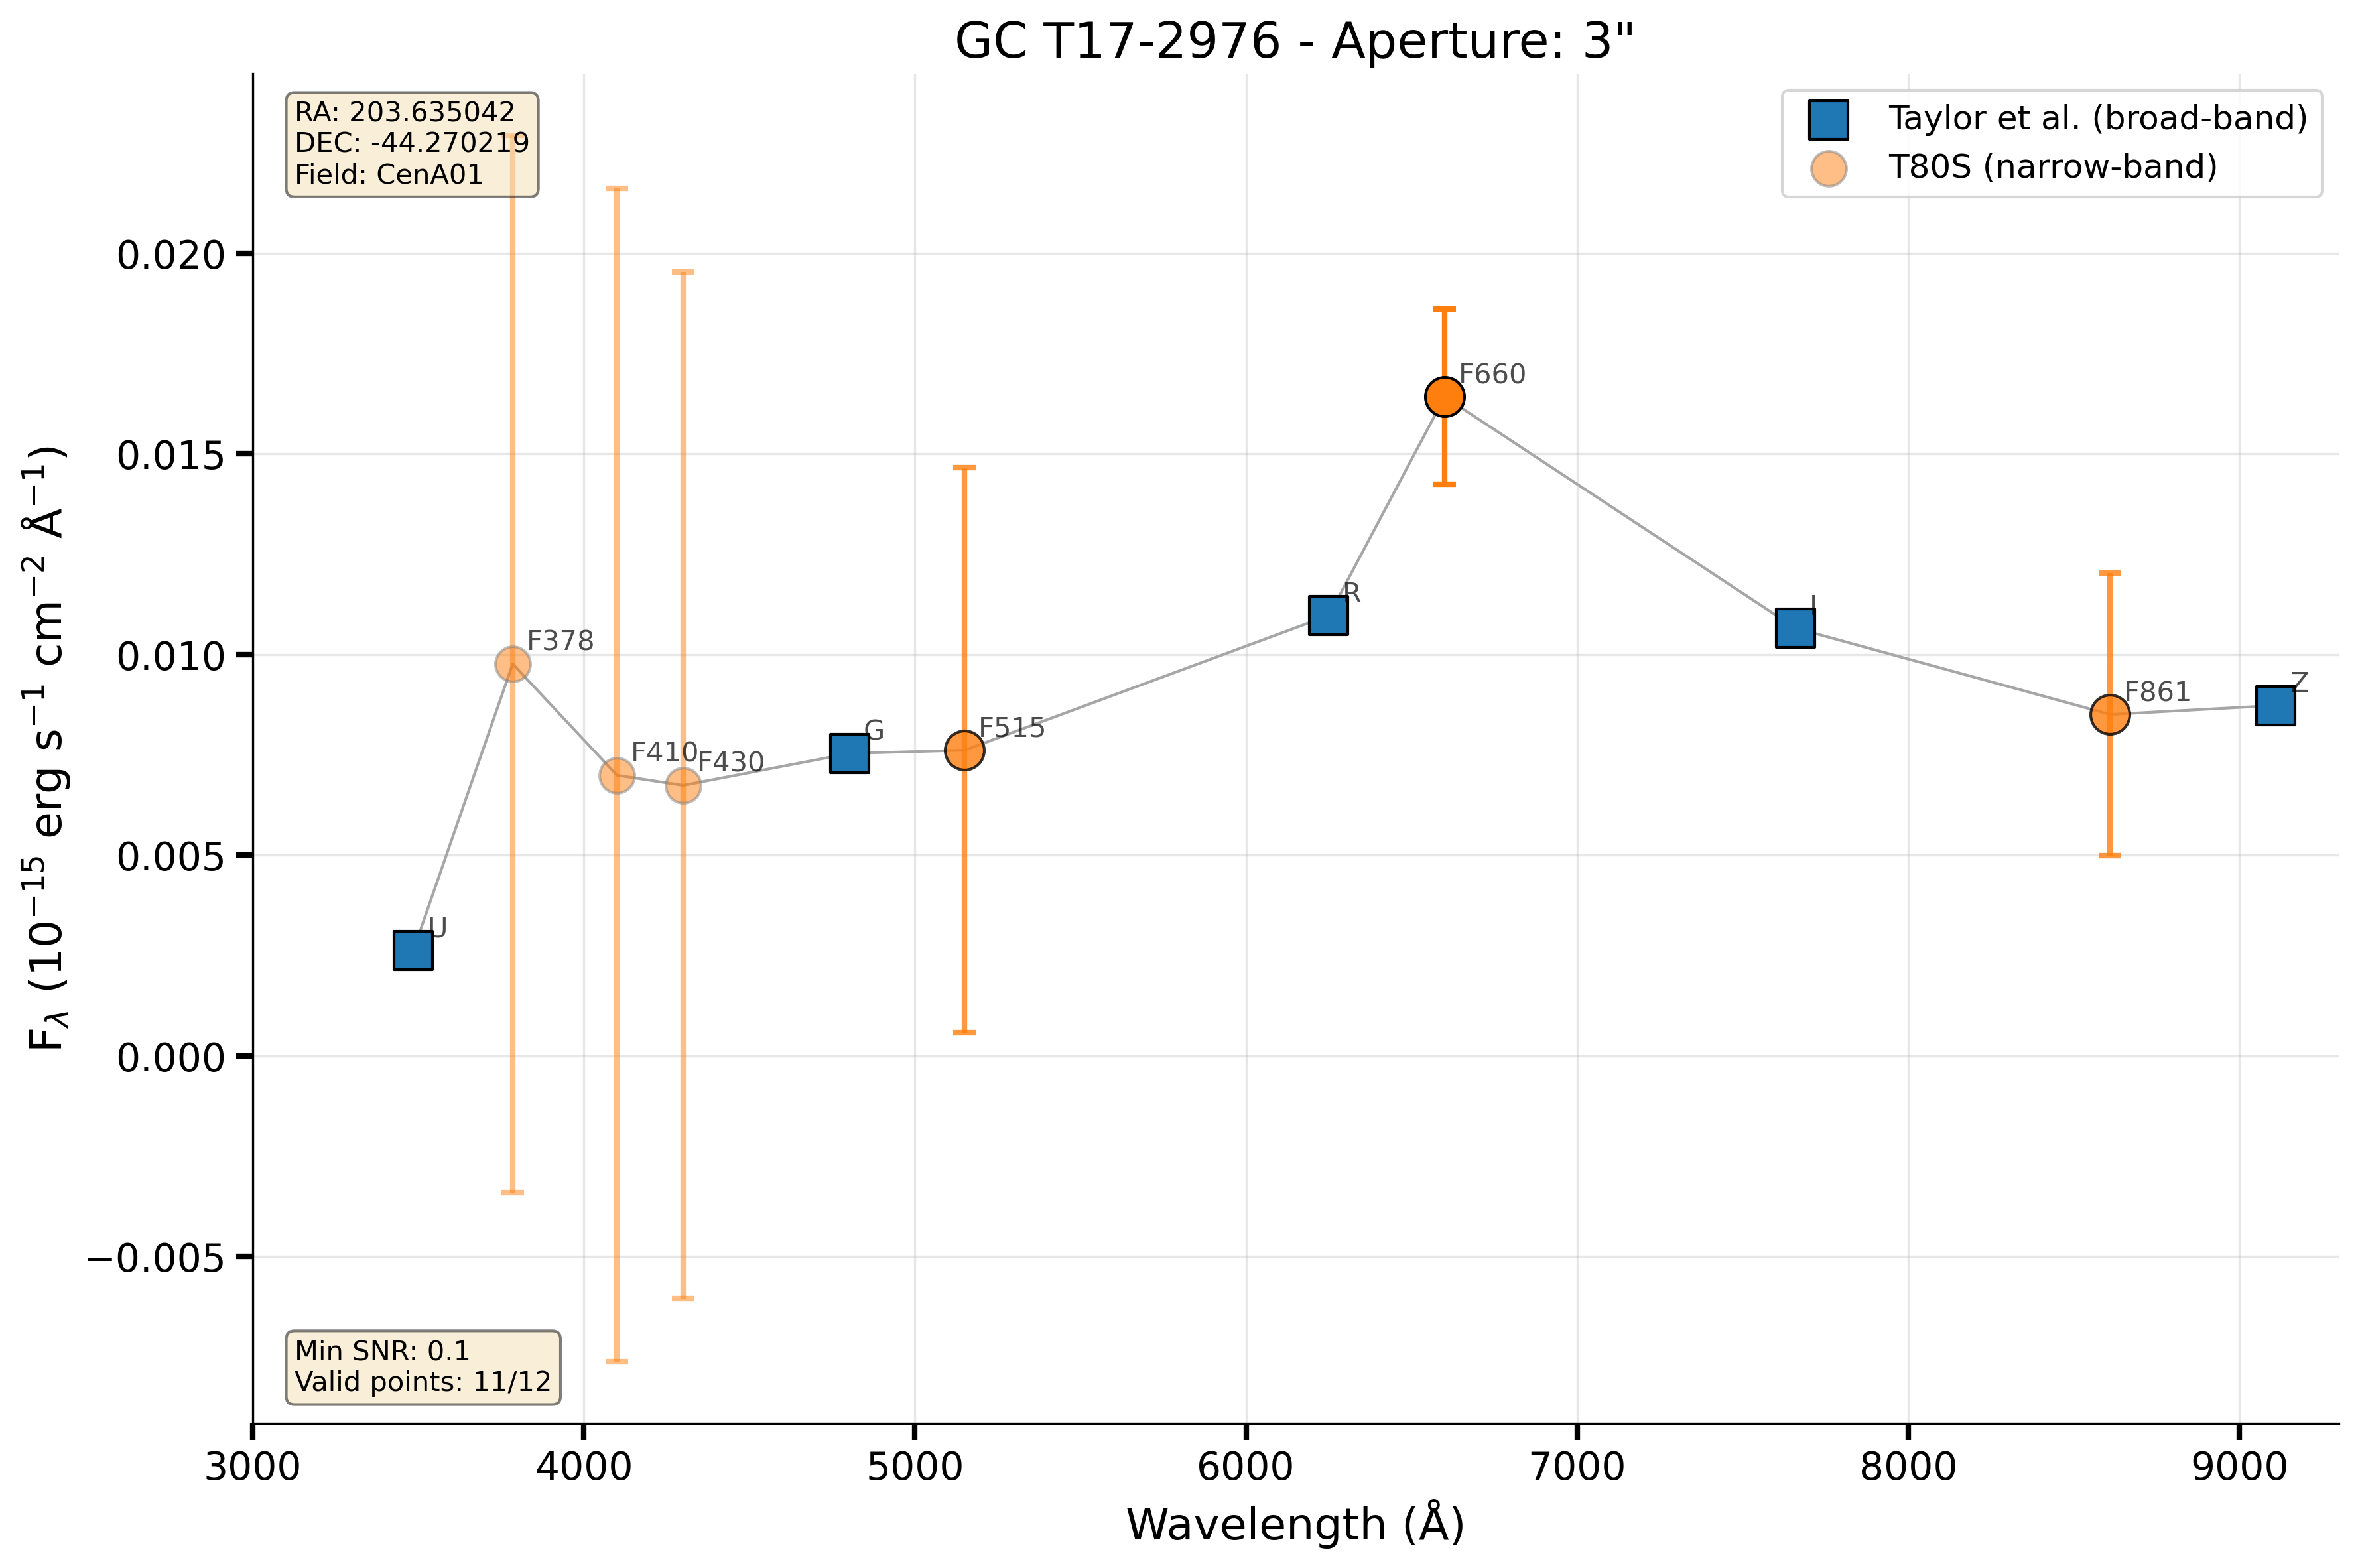 GC T17-2976 - Aperture: 3"
RA: 203.635042
DEC: -44.270219
Field: CenA01
Taylor et al. (broad-band)
T80S (narrow-band)
F_λ (10⁻¹⁵ erg s⁻¹ cm⁻² Å⁻¹)
0.020
0.015
0.010
0.005
0.000
−0.005
U
F378
F410
F430
G
F515
R
F660
I
F861
Z
Min SNR: 0.1
Valid points: 11/12
3000 4000 5000 6000 7000 8000 9000
Wavelength (Å)